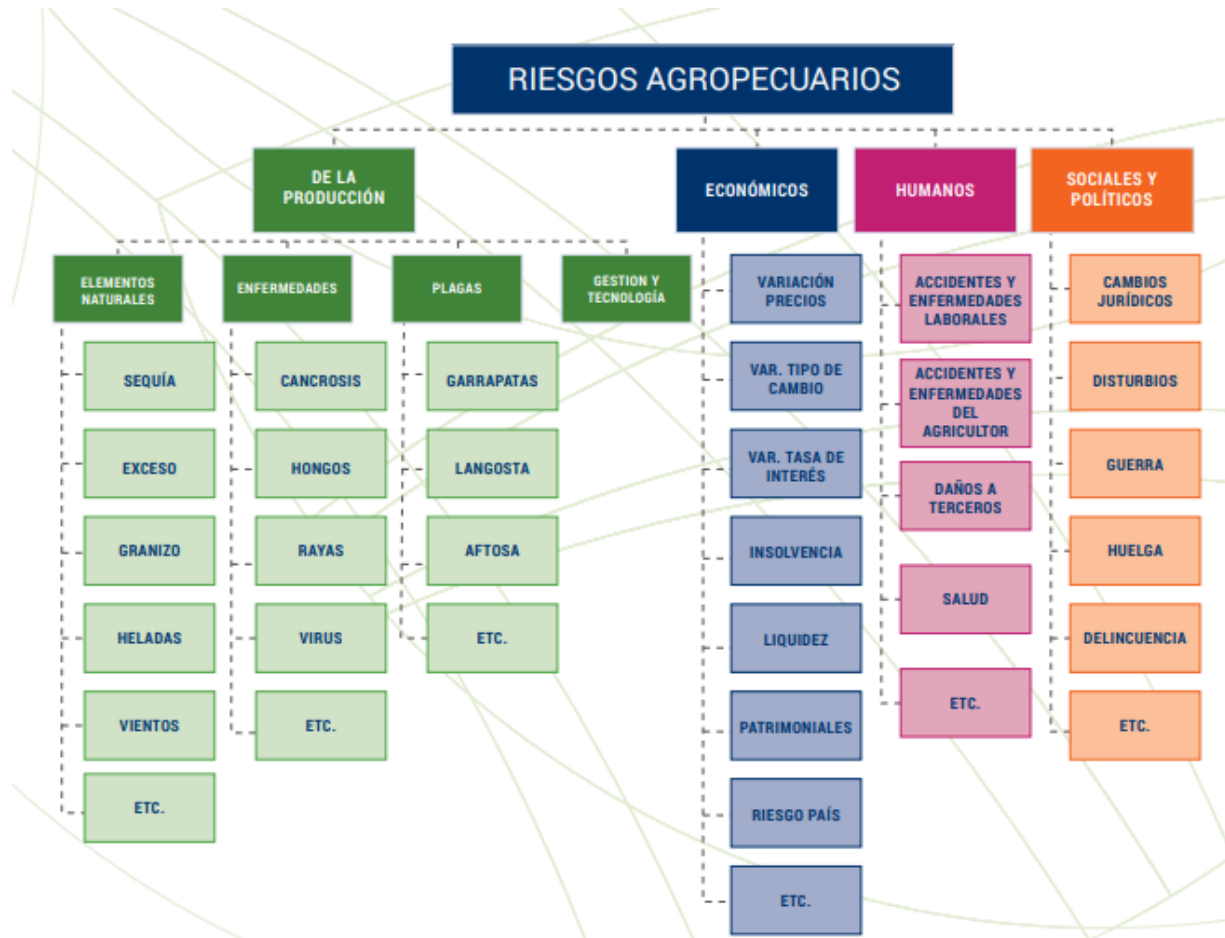 RIESGOS AGROPECUARIOS
DE LA
PRODUCCIÓN
ECONÓMICOS
HUMANOS
SOCIALES Y
POLÍTICOS
ELEMENTOS
NATURALES
ENFERMEDADES
PLAGAS
GESTION Y
TECNOLOGÍA
SEQUÍA
EXCESO
GRANIZO
HELADAS
VIENTOS
ETC.
CANCROSIS
HONGOS
RAYAS
VIRUS
ETC.
GARRAPATAS
LANGOSTA
AFTOSA
ETC.
VARIACIÓN
PRECIOS
VAR. TIPO DE
CAMBIO
VAR. TASA DE
INTERÉS
INSOLVENCIA
LIQUIDEZ
PATRIMONIALES
RIESGO PAÍS
ETC.
ACCIDENTES Y
ENFERMEDADES
LABORALES
ACCIDENTES Y
ENFERMEDADES
DEL
AGRICULTOR
DAÑOS A
TERCEROS
SALUD
ETC.
CAMBIOS
JURÍDICOS
DISTURBIOS
GUERRA
HUELGA
DELINCUENCIA
ETC.